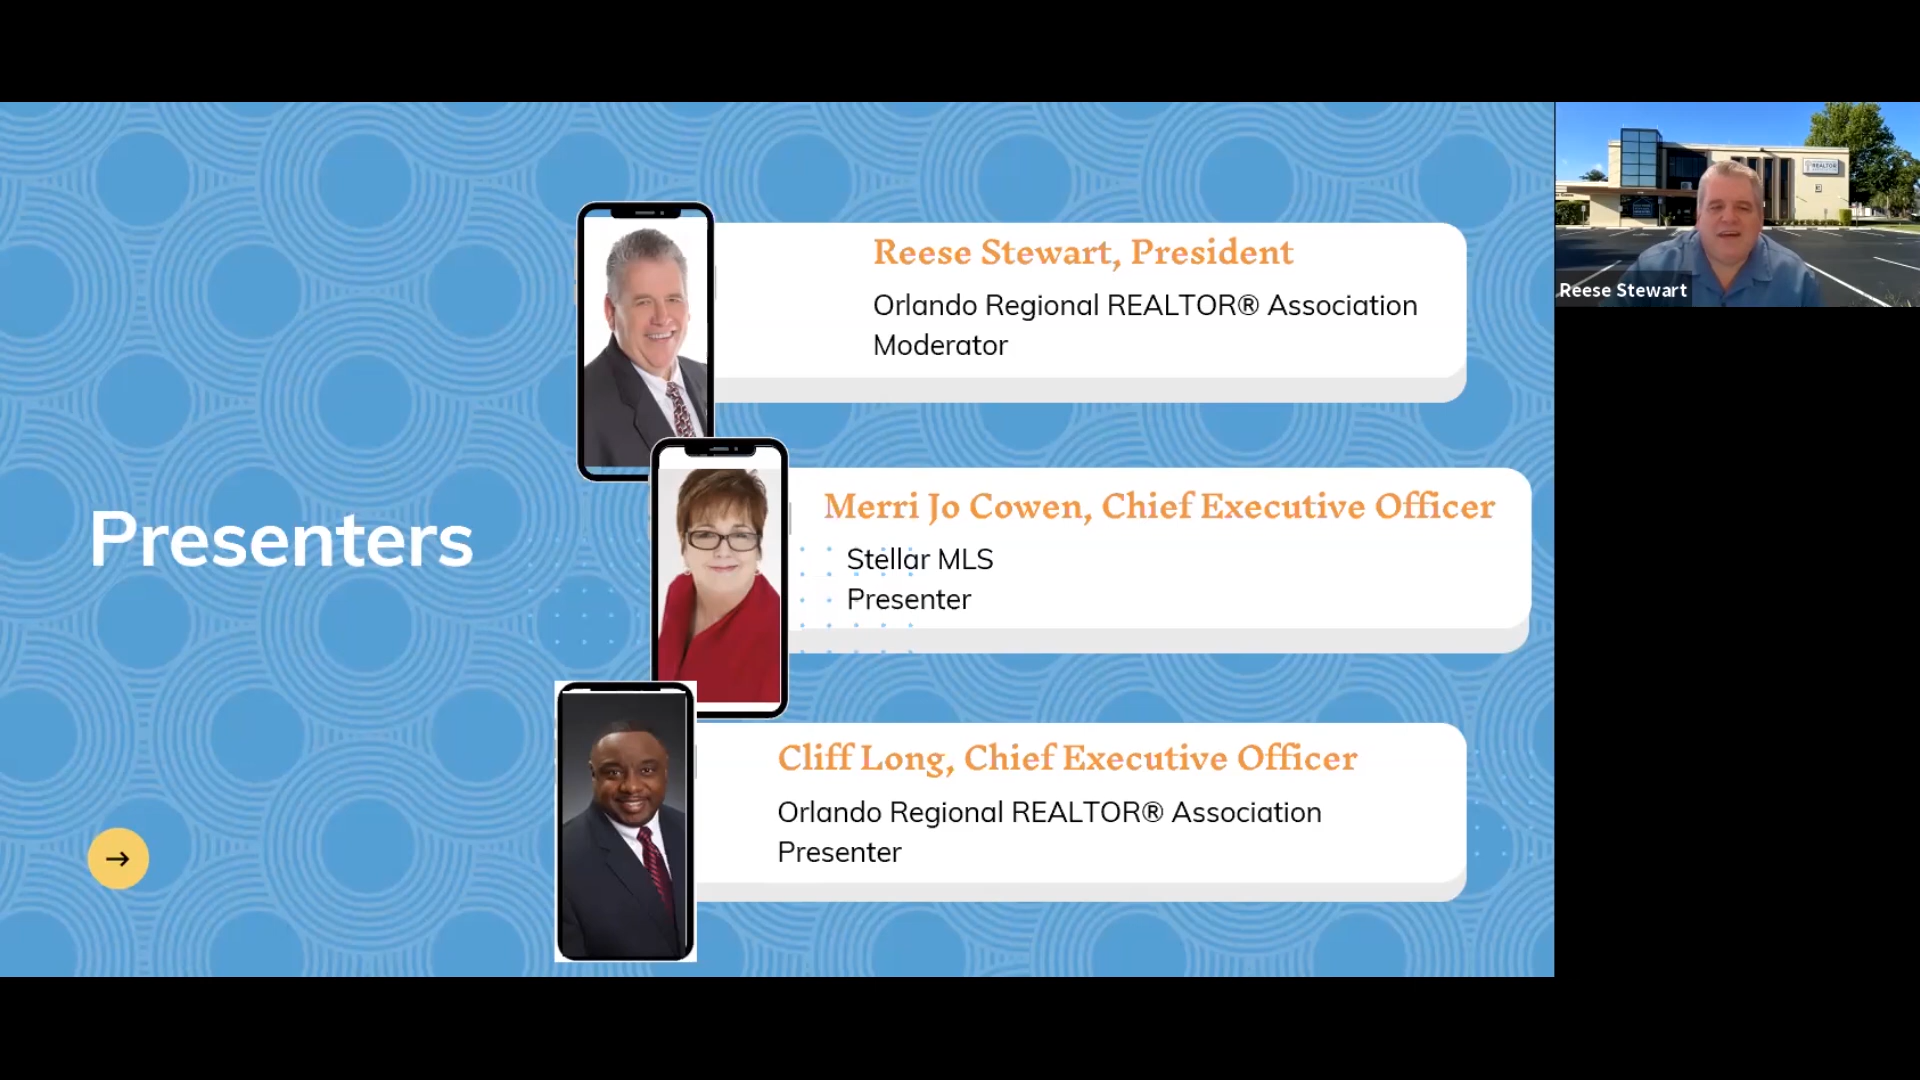 Presenters
Reese Stewart, President
Orlando Regional REALTOR® Association
Moderator
Merri Jo Cowen, Chief Executive Officer
Stellar MLS
Presenter
Cliff Long, Chief Executive Officer
Orlando Regional REALTOR® Association
Presenter
REALTOR
Reese Stewart